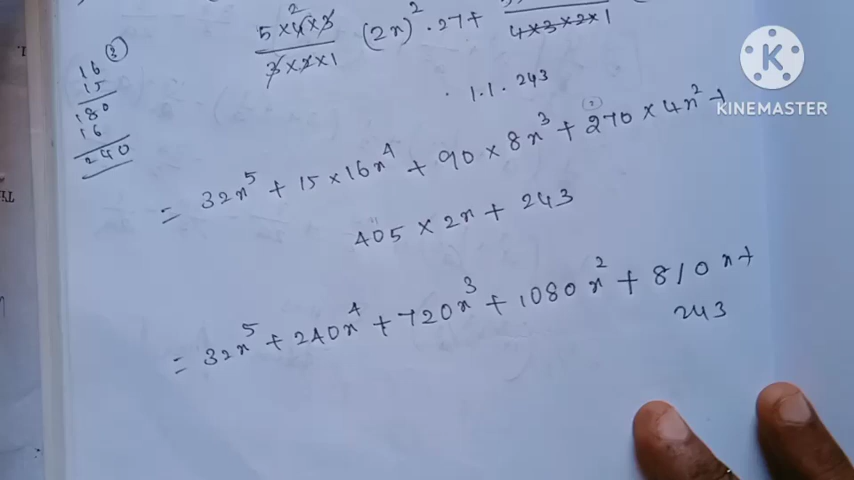 5×4×3/3×2×1 (2x)² · 27 +
4×3×2×1
1·1·243
16
15
180
16
240
= 32x⁵ + 15×16x⁴ + 90×8x³ + 270×4x² +
405×2x + 243
= 32x⁵ + 240x⁴ + 720x³ + 1080x² + 810x +
243
KINEMASTER